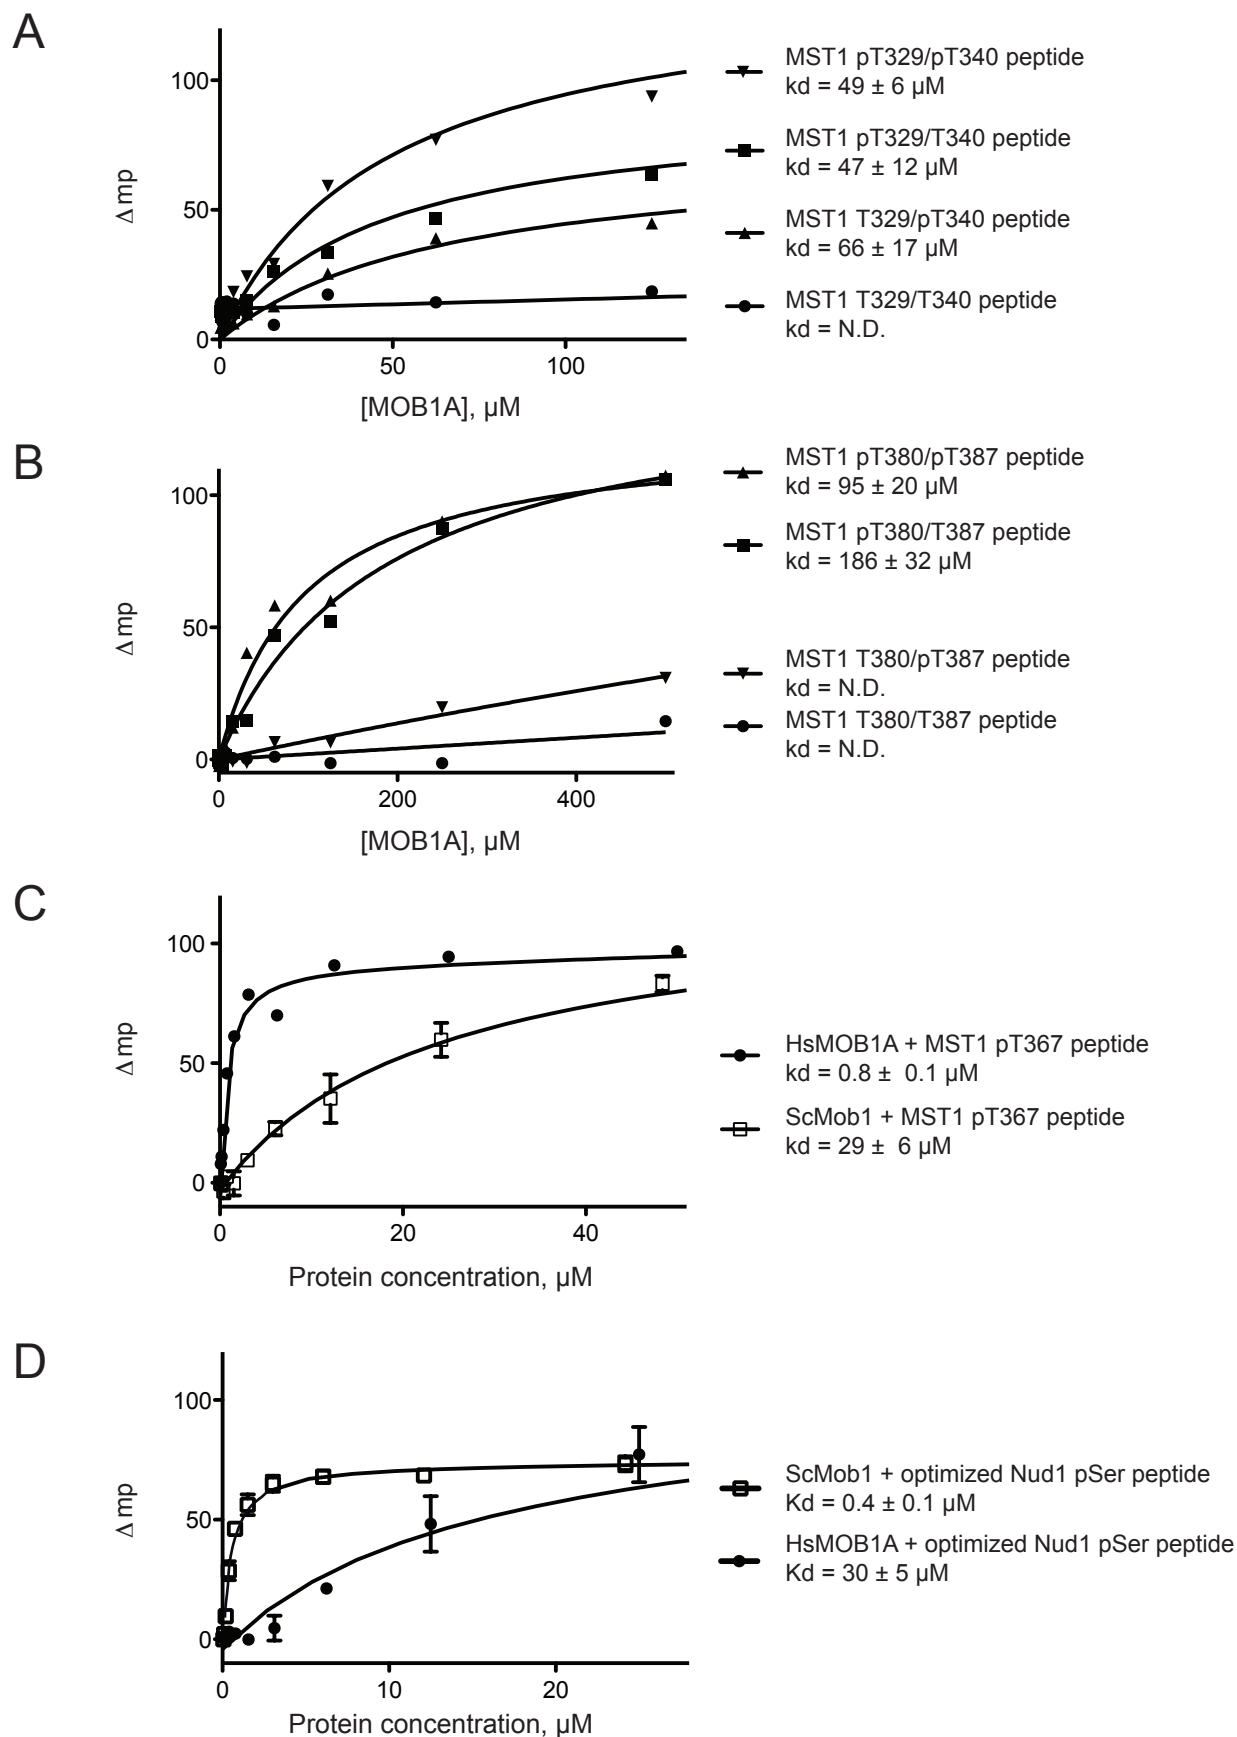 A
Δ mp
100
50
0
0 50 100
[MOB1A], µM
MST1 pT329/pT340 peptide
kd = 49 ± 6 µM
MST1 pT329/T340 peptide
kd = 47 ± 12 µM
MST1 T329/pT340 peptide
kd = 66 ± 17 µM
MST1 T329/T340 peptide
kd = N.D.
B
Δ mp
100
50
0
0 200 400
[MOB1A], µM
MST1 pT380/pT387 peptide
kd = 95 ± 20 µM
MST1 pT380/T387 peptide
kd = 186 ± 32 µM
MST1 T380/pT387 peptide
kd = N.D.
MST1 T380/T387 peptide
kd = N.D.
C
Δ mp
100
50
0
0 20 40
Protein concentration, µM
HsMOB1A + MST1 pT367 peptide
kd = 0.8 ± 0.1 µM
ScMob1 + MST1 pT367 peptide
kd = 29 ± 6 µM
D
Δ mp
100
50
0
0 10 20
Protein concentration, µM
ScMob1 + optimized Nud1 pSer peptide
Kd = 0.4 ± 0.1 µM
HsMOB1A + optimized Nud1 pSer peptide
Kd = 30 ± 5 µM